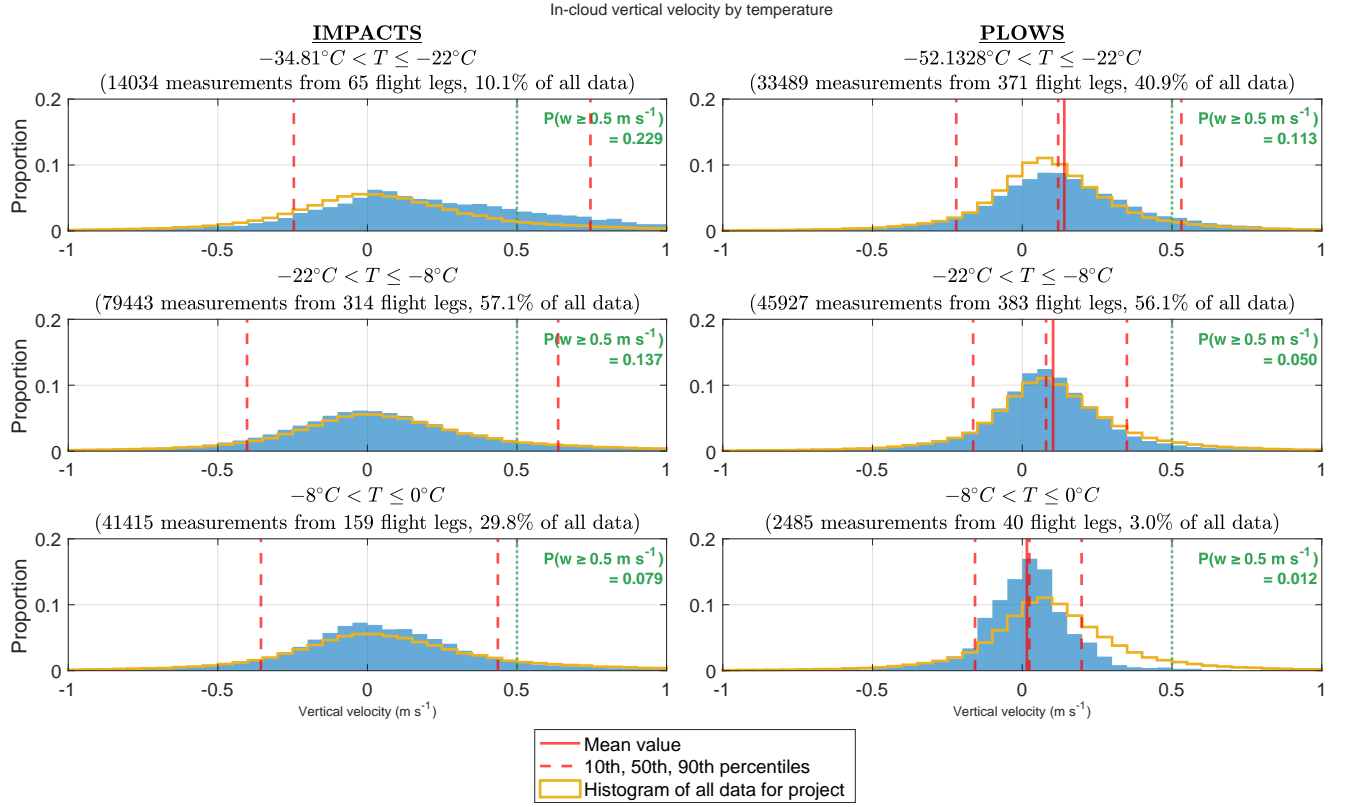 In-cloud vertical velocity by temperature
IMPACTS
−34.81°C < T ≤ −22°C
(14034 measurements from 65 flight legs, 10.1% of all data)
0.2
0.1
0
Proportion
P(w ≥ 0.5 m s⁻¹)
= 0.229
-1 -0.5 0 0.5 1
PLOWS
−52.1328°C < T ≤ −22°C
(33489 measurements from 371 flight legs, 40.9% of all data)
0.2
0.1
0
P(w ≥ 0.5 m s⁻¹)
= 0.113
-1 -0.5 0 0.5 1
−22°C < T ≤ −8°C
(79443 measurements from 314 flight legs, 57.1% of all data)
0.2
0.1
0
Proportion
P(w ≥ 0.5 m s⁻¹)
= 0.137
-1 -0.5 0 0.5 1
−22°C < T ≤ −8°C
(45927 measurements from 383 flight legs, 56.1% of all data)
0.2
0.1
0
P(w ≥ 0.5 m s⁻¹)
= 0.050
-1 -0.5 0 0.5 1
−8°C < T ≤ 0°C
(41415 measurements from 159 flight legs, 29.8% of all data)
0.2
0.1
0
Proportion
P(w ≥ 0.5 m s⁻¹)
= 0.079
-1 -0.5 0 0.5 1
Vertical velocity (m s⁻¹)
−8°C < T ≤ 0°C
(2485 measurements from 40 flight legs, 3.0% of all data)
0.2
0.1
0
P(w ≥ 0.5 m s⁻¹)
= 0.012
-1 -0.5 0 0.5 1
Vertical velocity (m s⁻¹)
Mean value
10th, 50th, 90th percentiles
Histogram of all data for project